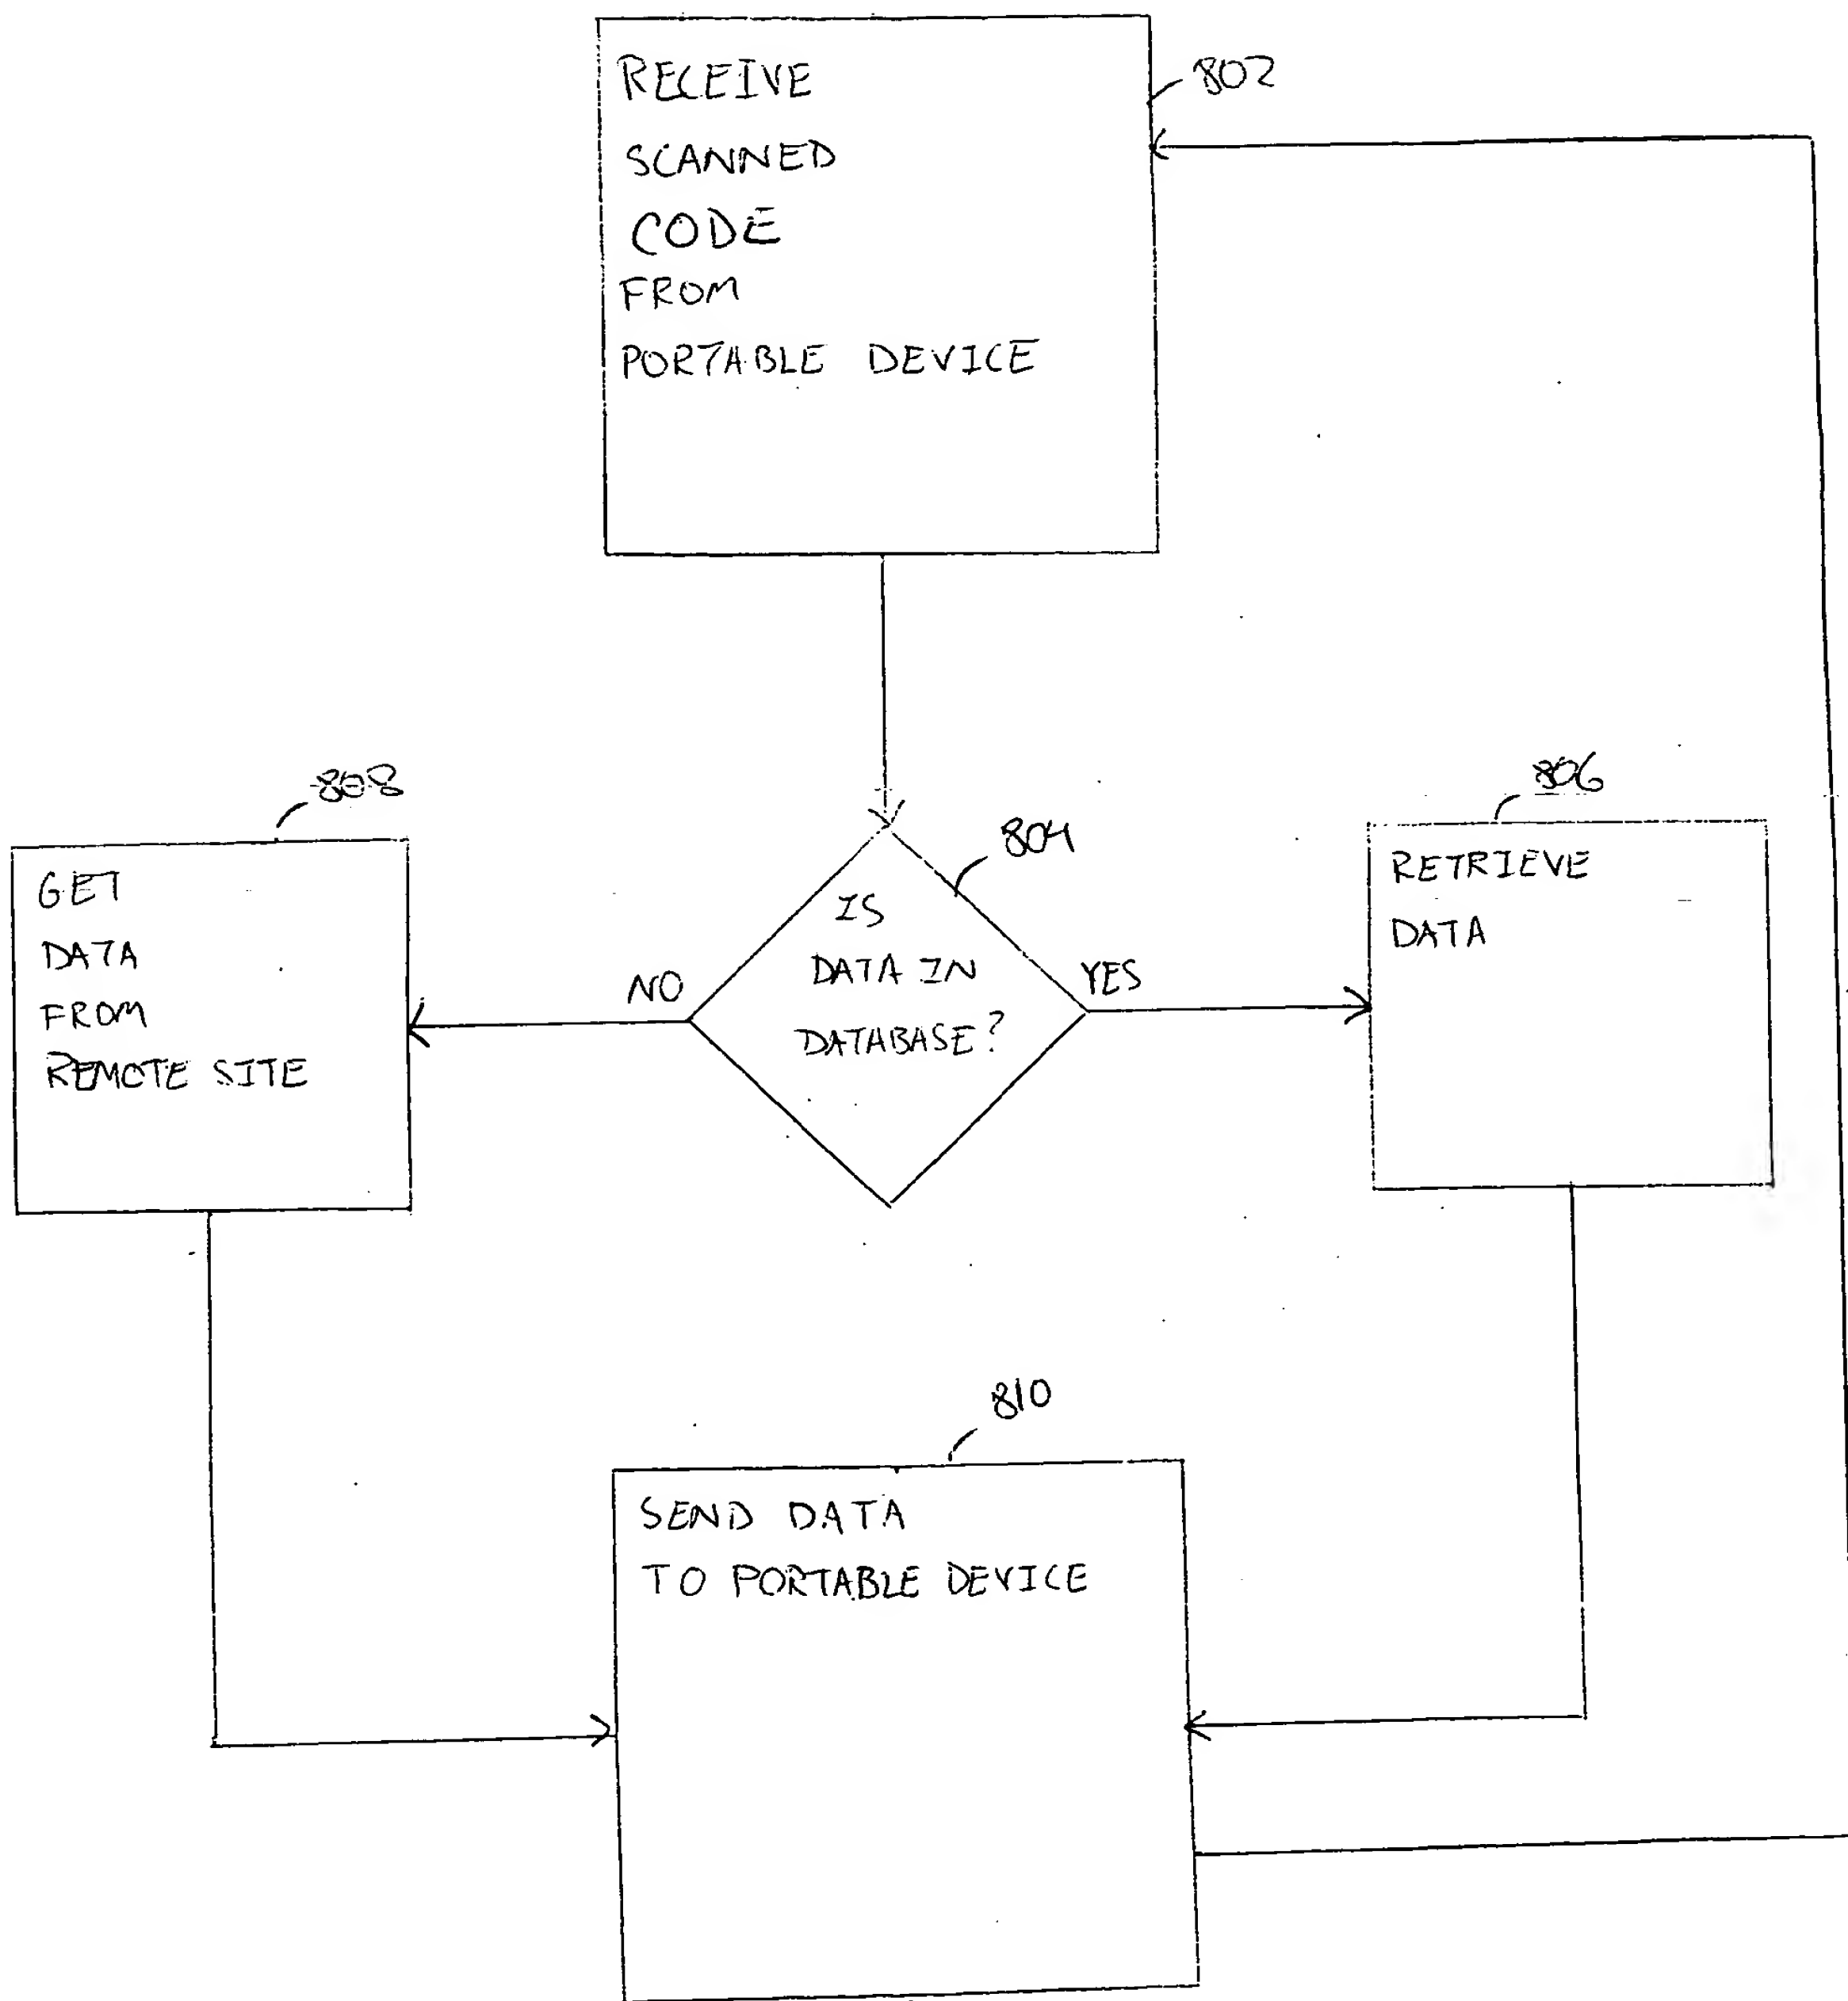 RECEIVE
SCANNED
CODE
FROM
PORTABLE DEVICE
802
808
GET
DATA
FROM
REMOTE SITE
NO
804
IS
DATA IN
DATABASE?
YES
806
RETRIEVE
DATA
810
SEND DATA
TO PORTABLE DEVICE